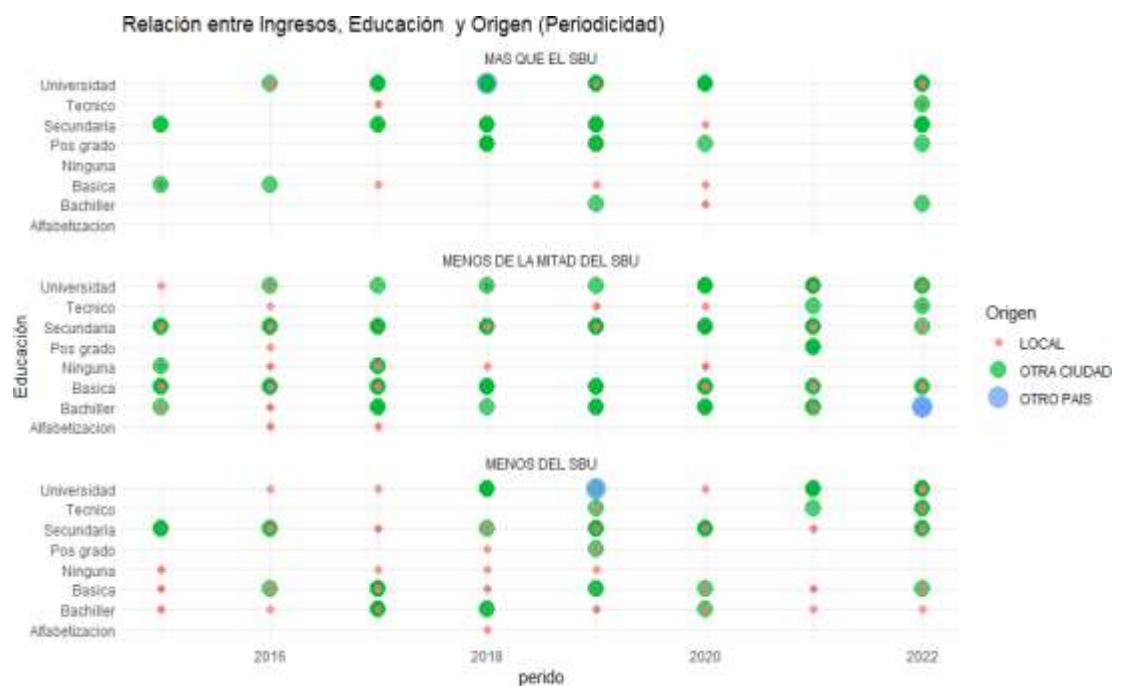 Relación entre Ingresos, Educación y Origen (Periodicidad)
MAS QUE EL SBU
Universidad
Tecnico
Secundaria
Pos grado
Ninguna
Basica
Bachiller
Alfabetizacion
MENOS DE LA MITAD DEL SBU
Universidad
Tecnico
Secundaria
Pos grado
Ninguna
Basica
Bachiller
Alfabetizacion
MENOS DEL SBU
Universidad
Tecnico
Secundaria
Pos grado
Ninguna
Basica
Bachiller
Alfabetizacion
Educación
2016
2018
2020
2022
perido
Origen
LOCAL
OTRA CIUDAD
OTRO PAIS